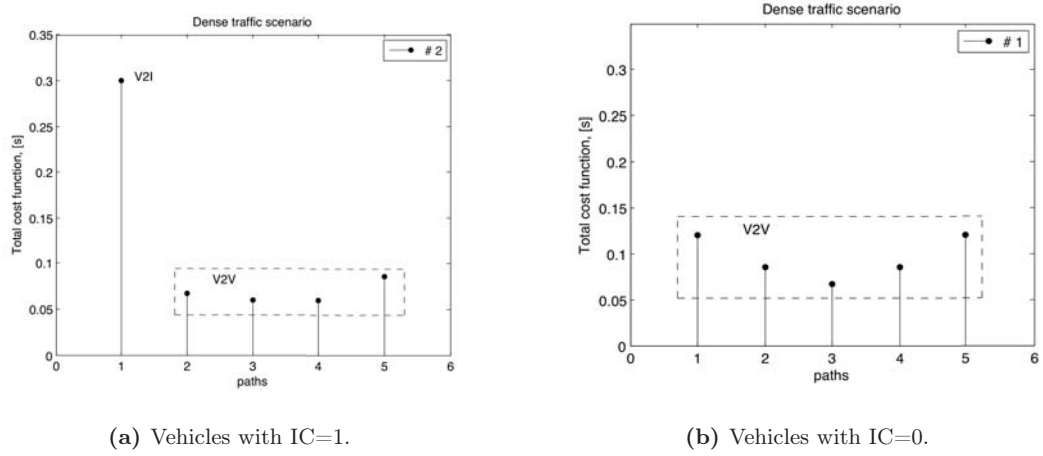 Dense traffic scenario
0.35
0.3
0.25
0.2
0.15
0.1
0.05
0
Total cost function, [s]
# 2
V2I
V2V
0 1 2 3 4 5 6
paths
(a) Vehicles with IC=1.
Dense traffic scenario
0.3
0.25
0.2
0.15
0.1
0.05
0
Total cost function, [s]
# 1
V2V
0 1 2 3 4 5 6
paths
(b) Vehicles with IC=0.